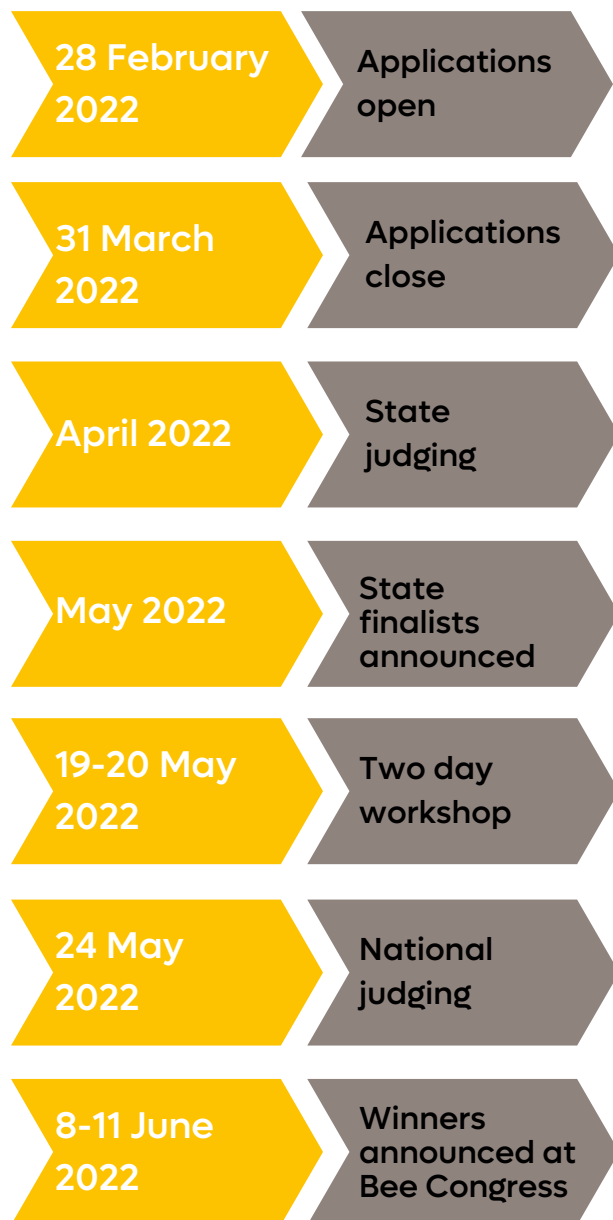 28 February
2022
Applications
open
31 March
2022
Applications
close
April 2022
State
judging
May 2022
State
finalists
announced
19-20 May
2022
Two day
workshop
24 May
2022
National
judging
8-11 June
2022
Winners
announced at
Bee Congress